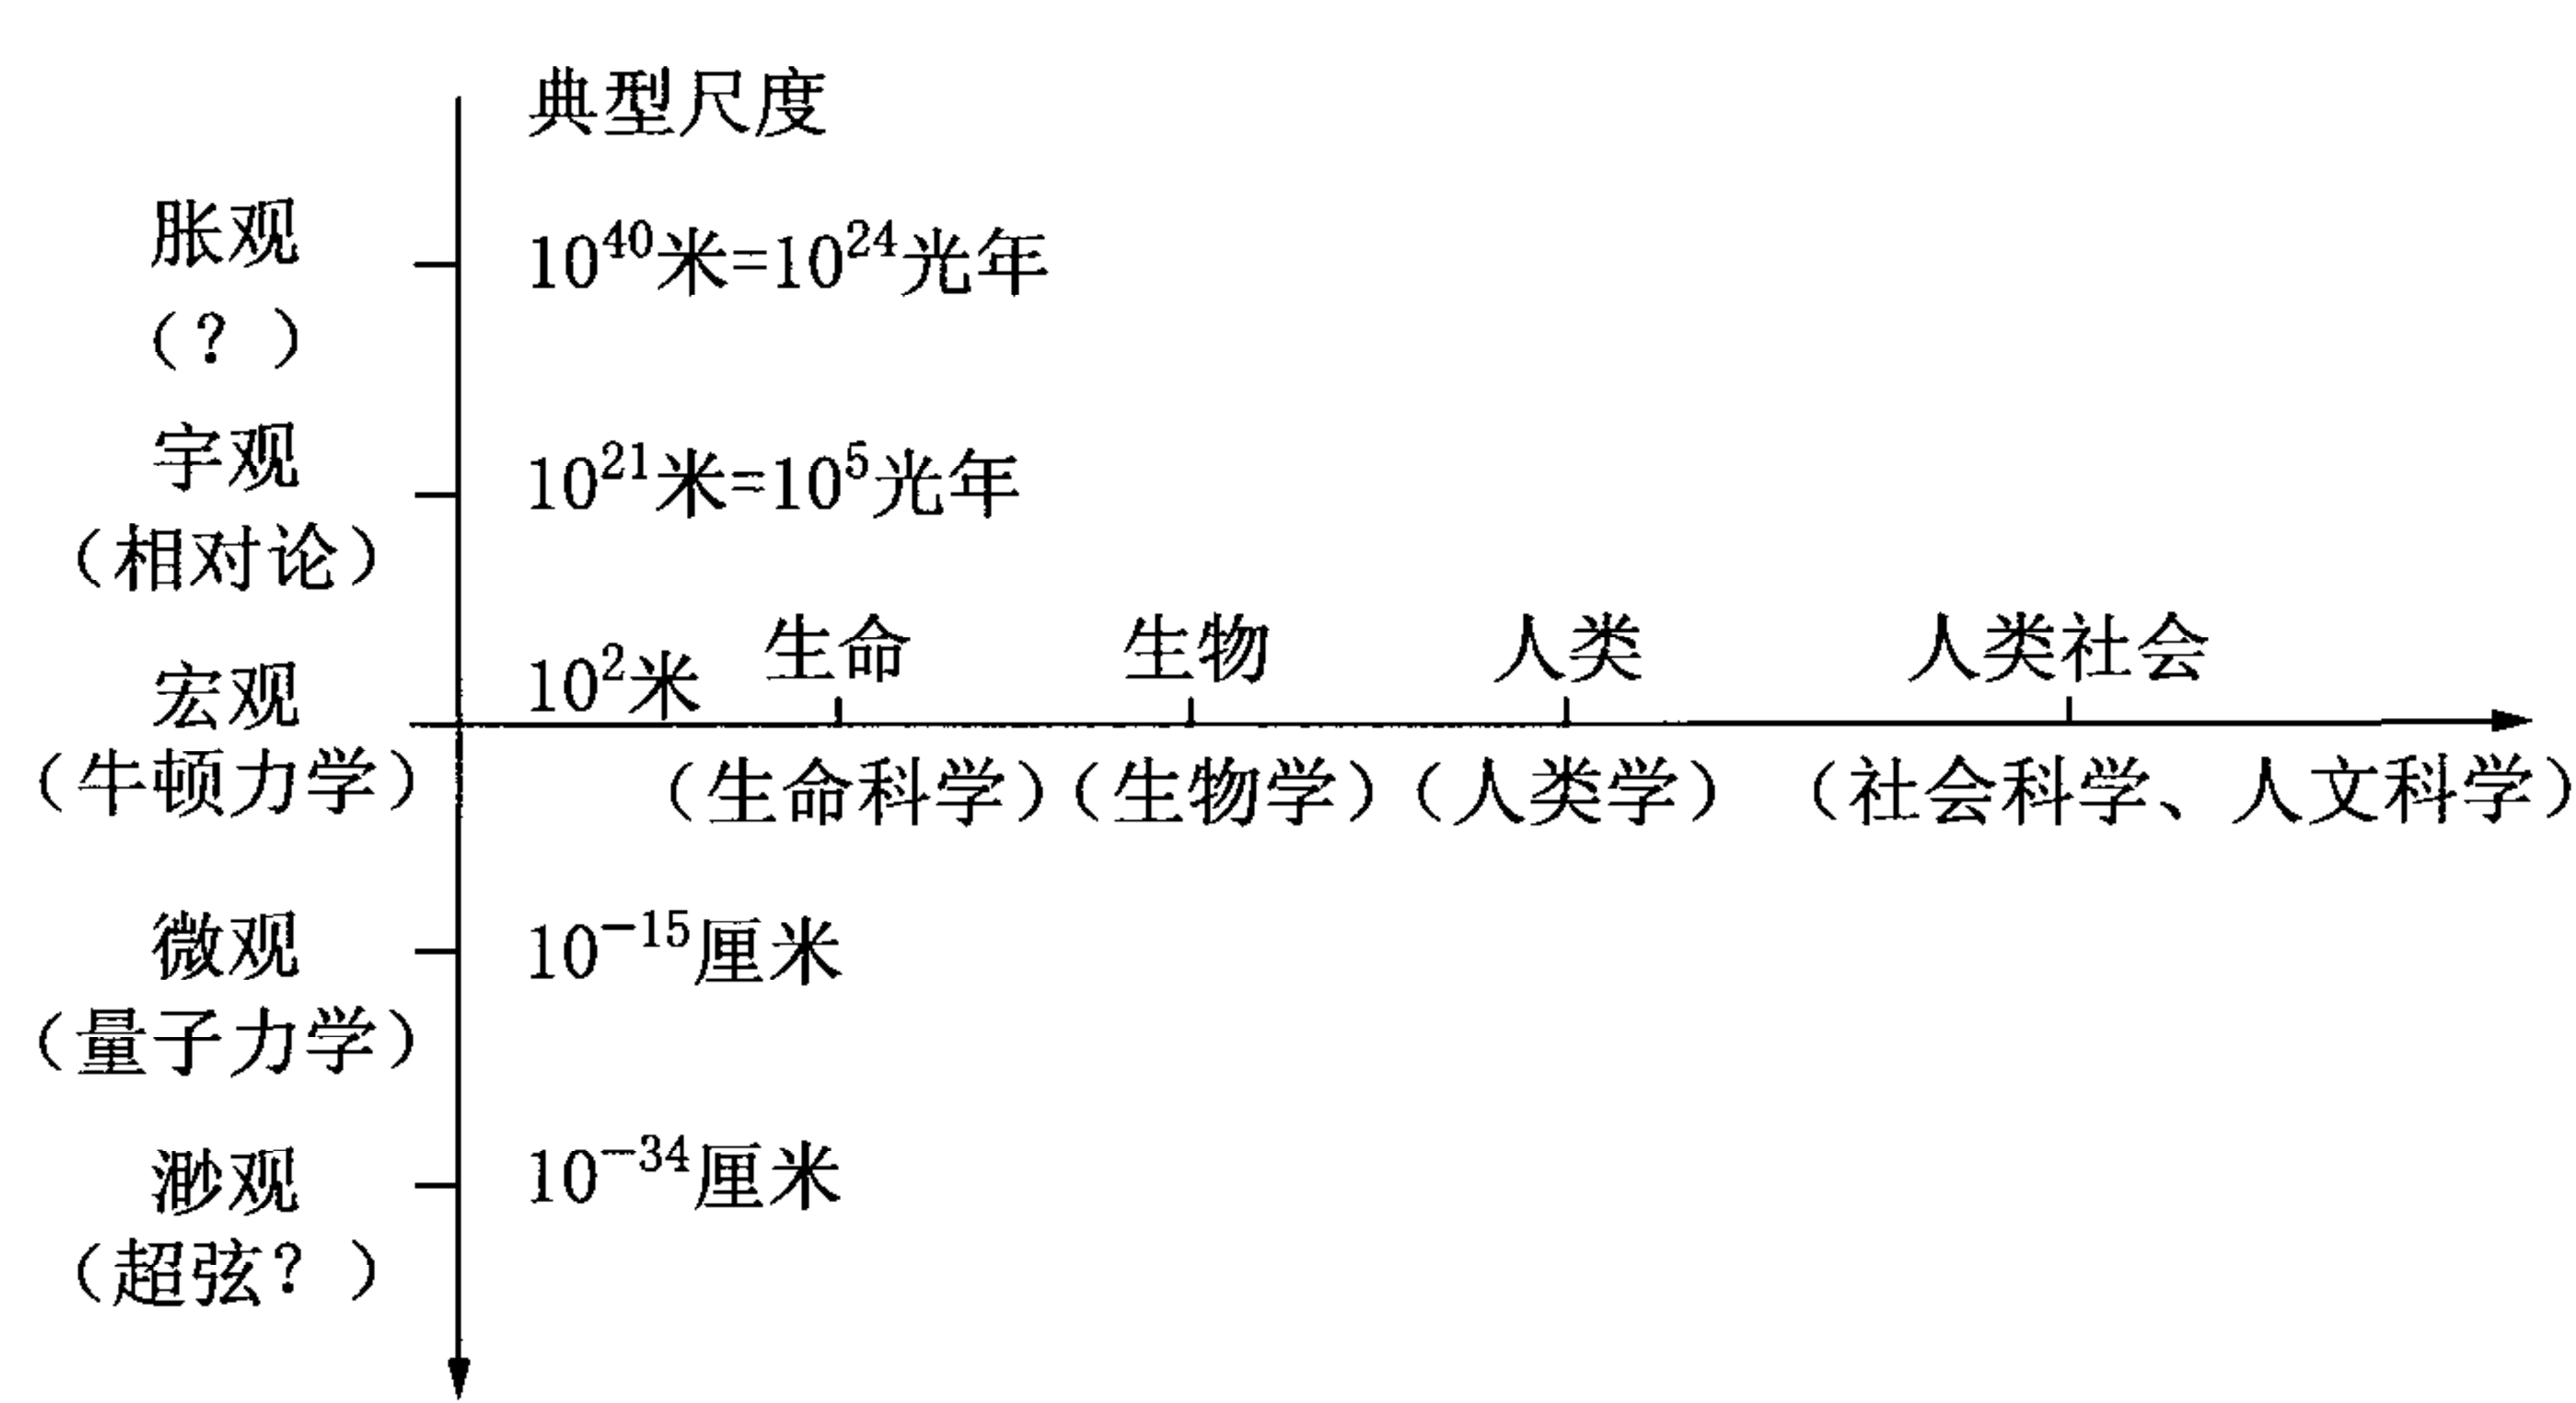 典型尺度
胀观 10⁴⁰米=10²⁴光年
（？）
宇观 10²¹米=10⁵光年
（相对论）
宏观 10²米 生命 生物 人类 人类社会
（牛顿力学） （生命科学）（生物学）（人类学） （社会科学、人文科学）
微观 10⁻¹⁵厘米
（量子力学）
渺观 10⁻³⁴厘米
（超弦？）